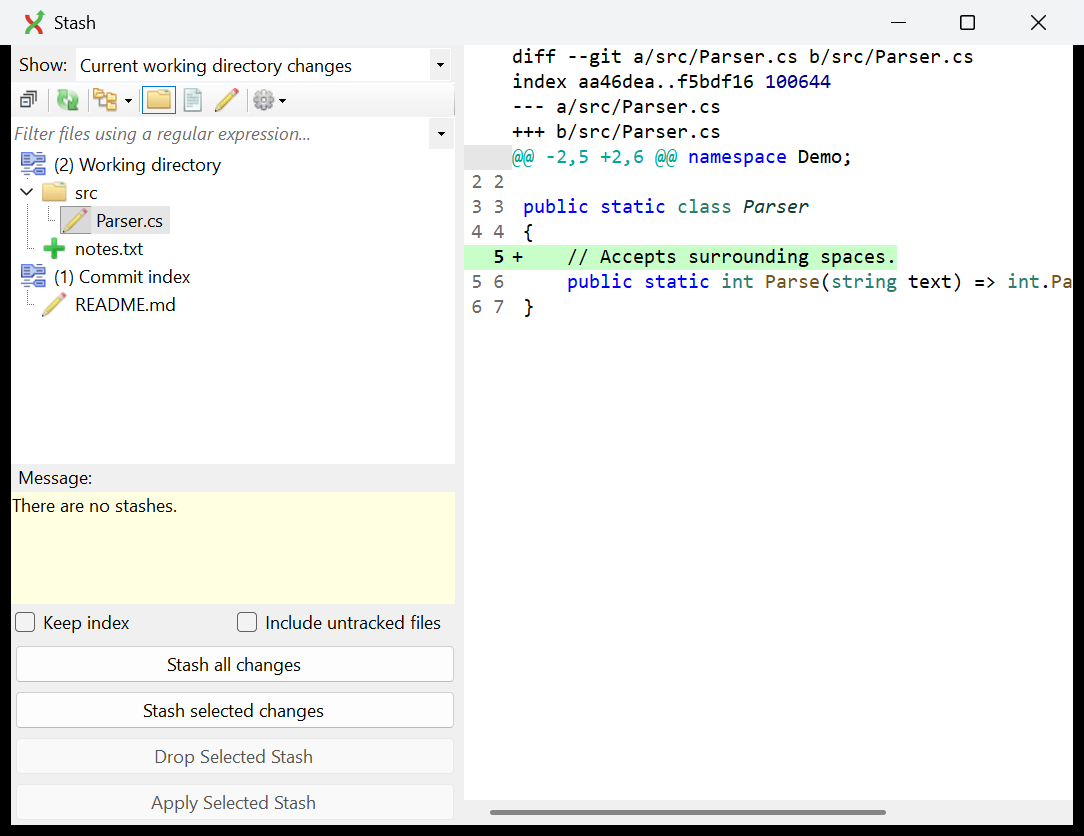 Stash
Show: Current working directory changes
Filter files using a regular expression...
(2) Working directory
src
Parser.cs
notes.txt
(1) Commit index
README.md
Message:
There are no stashes.
Keep index Include untracked files
Stash all changes
Stash selected changes
Drop Selected Stash
Apply Selected Stash
diff --git a/src/Parser.cs b/src/Parser.cs
index aa46dea..f5bdf16 100644
--- a/src/Parser.cs
+++ b/src/Parser.cs
@@ -2,5 +2,6 @@ namespace Demo;
2 2
3 3 public static class Parser
4 4 {
5 + // Accepts surrounding spaces.
5 6 public static int Parse(string text) => int.Pa
6 7 }